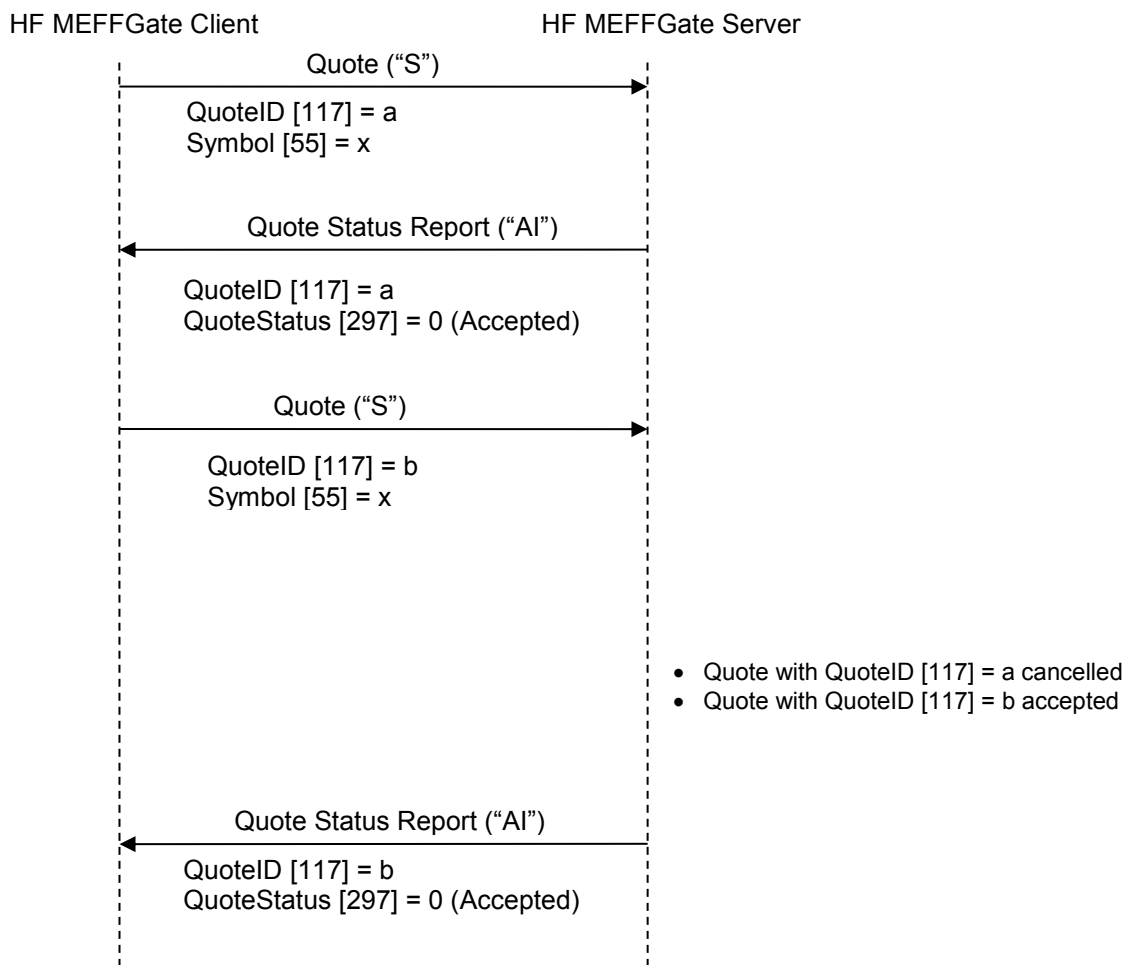 HF MEFFGate Client
HF MEFFGate Server
Quote (“S”)
QuoteID [117] = a
Symbol [55] = x
Quote Status Report (“AI”)
QuoteID [117] = a
QuoteStatus [297] = 0 (Accepted)
Quote (“S”)
QuoteID [117] = b
Symbol [55] = x
• Quote with QuoteID [117] = a cancelled
• Quote with QuoteID [117] = b accepted
Quote Status Report (“AI”)
QuoteID [117] = b
QuoteStatus [297] = 0 (Accepted)